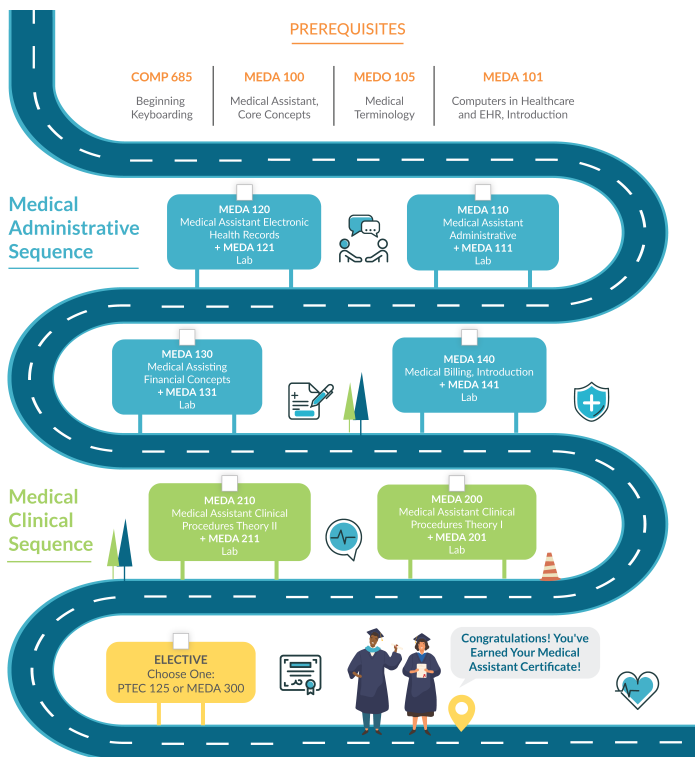 PREREQUISITES
COMP 685
Beginning
Keyboarding
MEDA 100
Medical Assistant,
Core Concepts
MEDO 105
Medical
Terminology
MEDA 101
Computers in Healthcare
and EHR, Introduction
Medical
Administrative
Sequence
MEDA 120
Medical Assistant Electronic
Health Records
+ MEDA 121
Lab
MEDA 110
Medical Assistant
Administrative
+ MEDA 111
Lab
MEDA 130
Medical Assisting
Financial Concepts
+ MEDA 131
Lab
MEDA 140
Medical Billing, Introduction
+ MEDA 141
Lab
Medical
Clinical
Sequence
MEDA 210
Medical Assistant Clinical
Procedures Theory II
+ MEDA 211
Lab
MEDA 200
Medical Assistant Clinical
Procedures Theory I
+ MEDA 201
Lab
ELECTIVE
Choose One:
PTEC 125 or MEDA 300
Congratulations! You've
Earned Your Medical
Assistant Certificate!